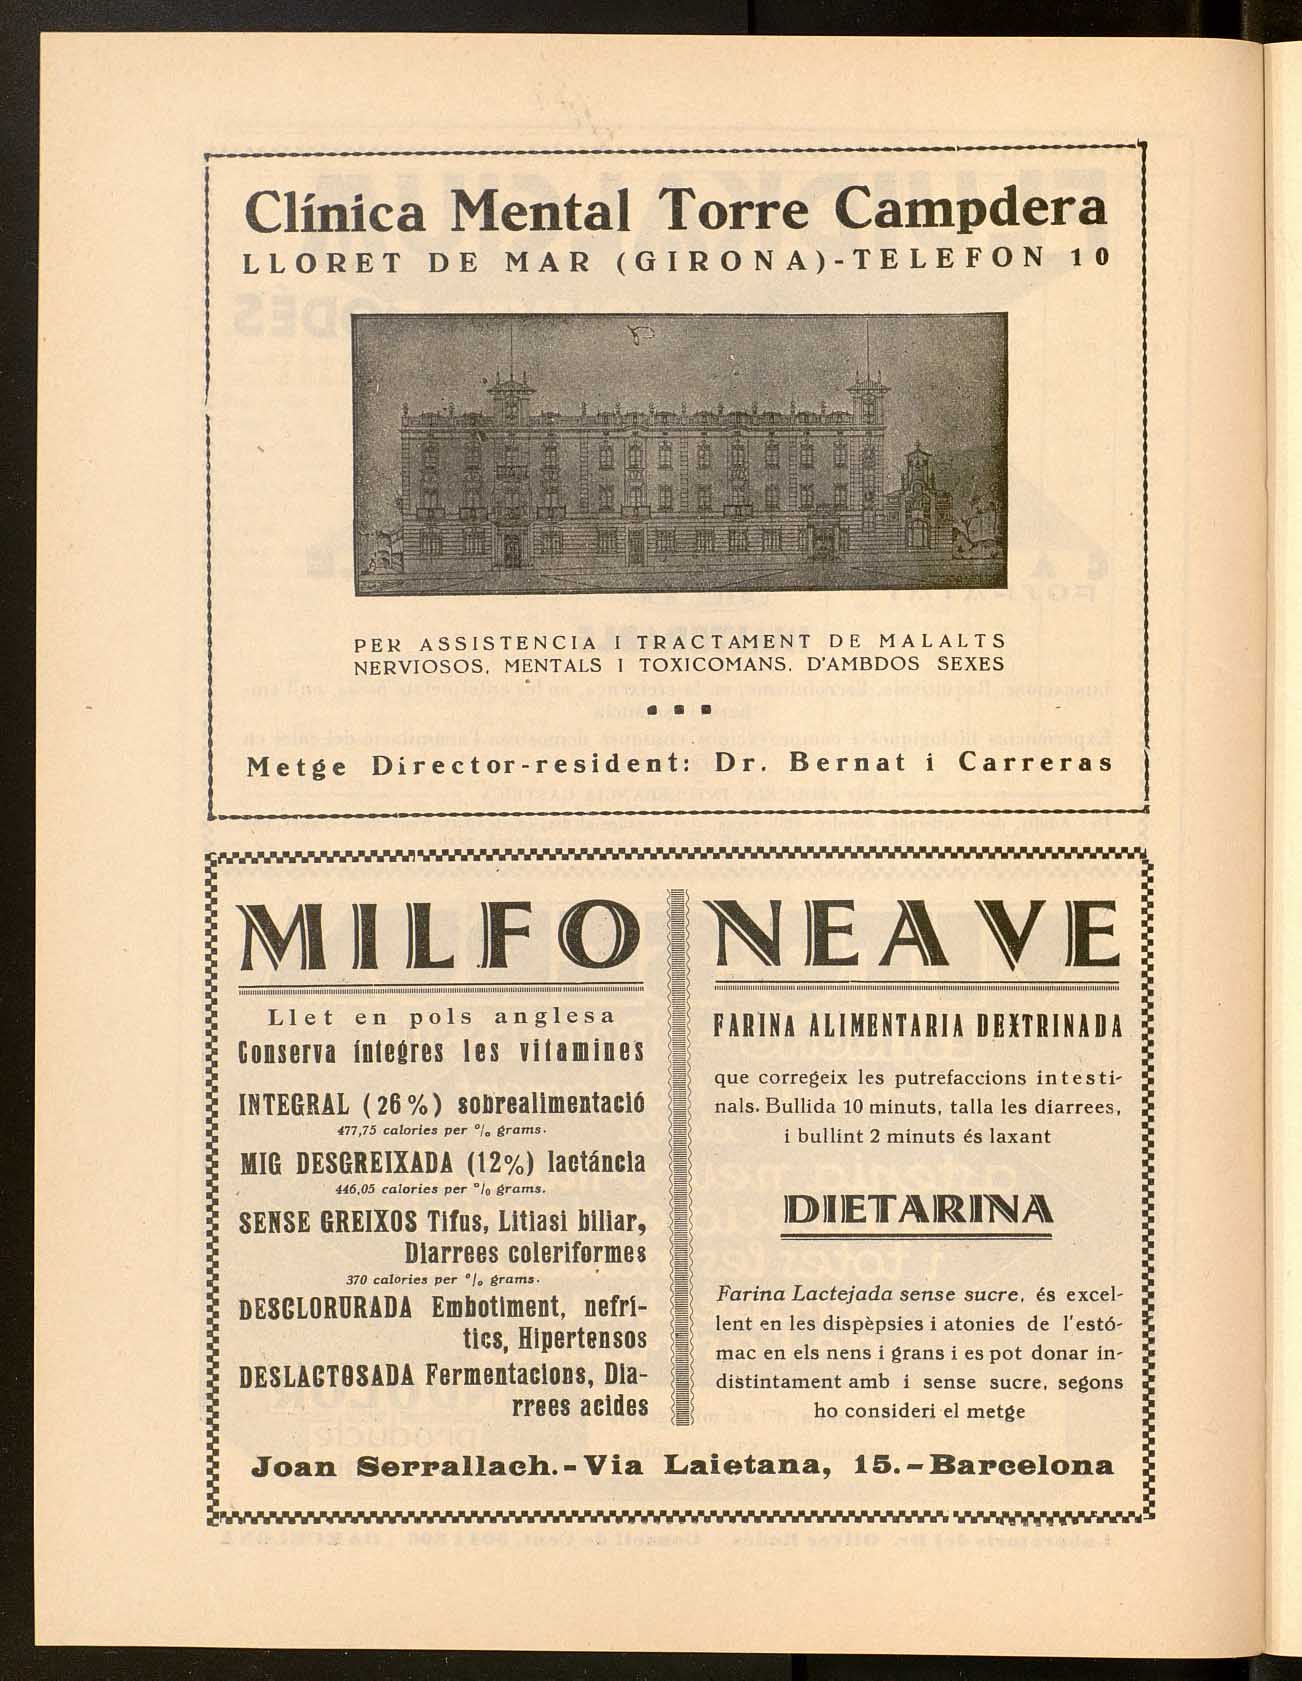 Clínica Mental Torre Campdera
LLORET DE MAR (GIRONA)-TELEFON 10
PER ASSISTENCIA I TRACTAMENT DE MALALTS
NERVIOSOS, MENTALS I TOXICOMANS, D'AMBDOS SEXES
Metge Director-resident: Dr. Bernat i Carreras
MILFO
Llet en pols anglesa
Conserva íntegres les vitamines
INTEGRAL (26%) sobrealimentació
477,75 calories per % grams.
MIG DESGREIXADA (12%) lactáncia
446,05 calories per % grams.
SENSE GREIXOS Tifus, Litiasi biliar,
Diarrees coleriformes
370 calories per % grams.
DESCLORURADA Embotiment, nefrí-
tics, Hipertensos
DESLACTOSADA Fermentacions, Dia-
rrees acides
NEAVE
FARINA ALIMENTARIA DEXTRINADA
que corregeix les putrefaccions intesti-
nals. Bullida 10 minuts, talla les diarrees,
i bullint 2 minuts és laxant
DIETARINA
Farina Lactejada sense sucre, és excel-
lent en les dispèpsies i atonies de l'estó-
mac en els nens i grans i es pot donar in-
distintament amb i sense sucre, segons
ho consideri el metge
Joan Serrallach.-Via Laietana, 15.-Barcelona